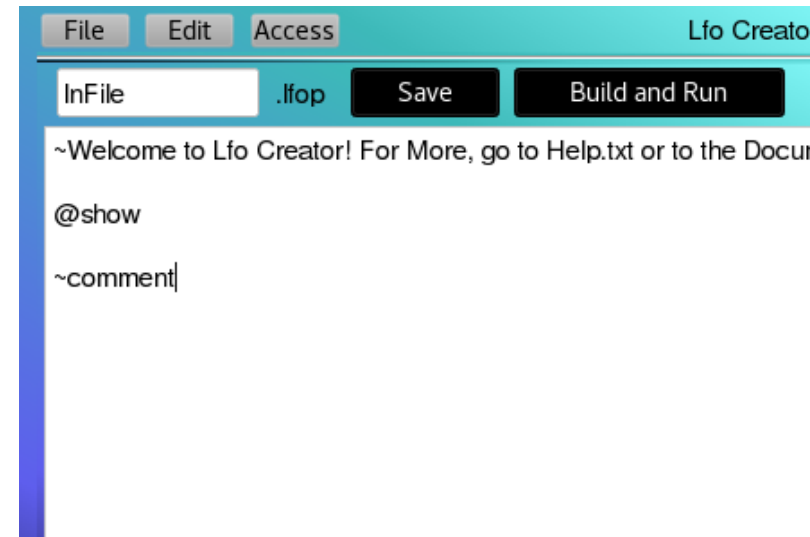 File Edit Access Lfo Creato
InFile .lfop Save Build and Run
~Welcome to Lfo Creator! For More, go to Help.txt or to the Docu
@show
~comment